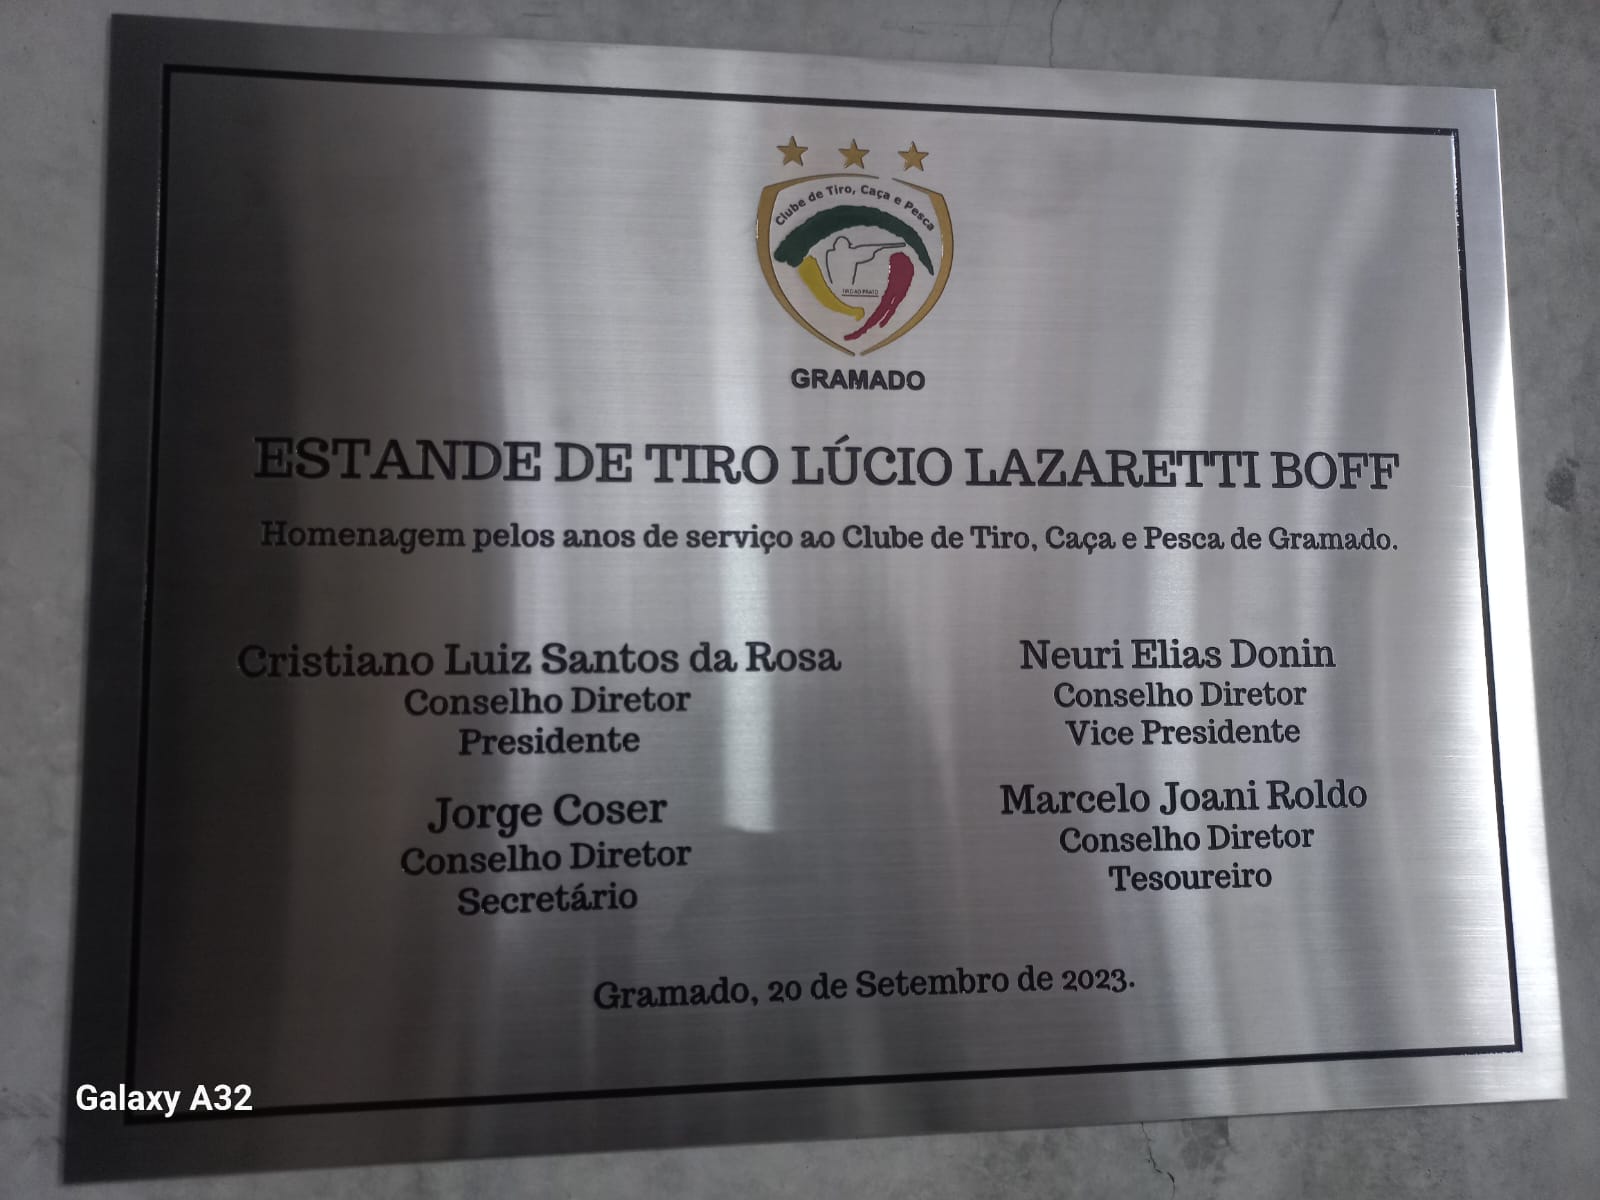 Clube de Tiro, Caça e Pesca
TIRO AO PRATO
GRAMADO
ESTANDE DE TIRO LÚCIO LAZARETTI BOFF
Homenagem pelos anos de serviço ao Clube de Tiro, Caça e Pesca de Gramado.
Cristiano Luiz Santos da Rosa
Conselho Diretor
Presidente
Neuri Elias Donin
Conselho Diretor
Vice Presidente
Jorge Coser
Conselho Diretor
Secretário
Marcelo Joani Roldo
Conselho Diretor
Tesoureiro
Gramado, 20 de Setembro de 2023.
Galaxy A32